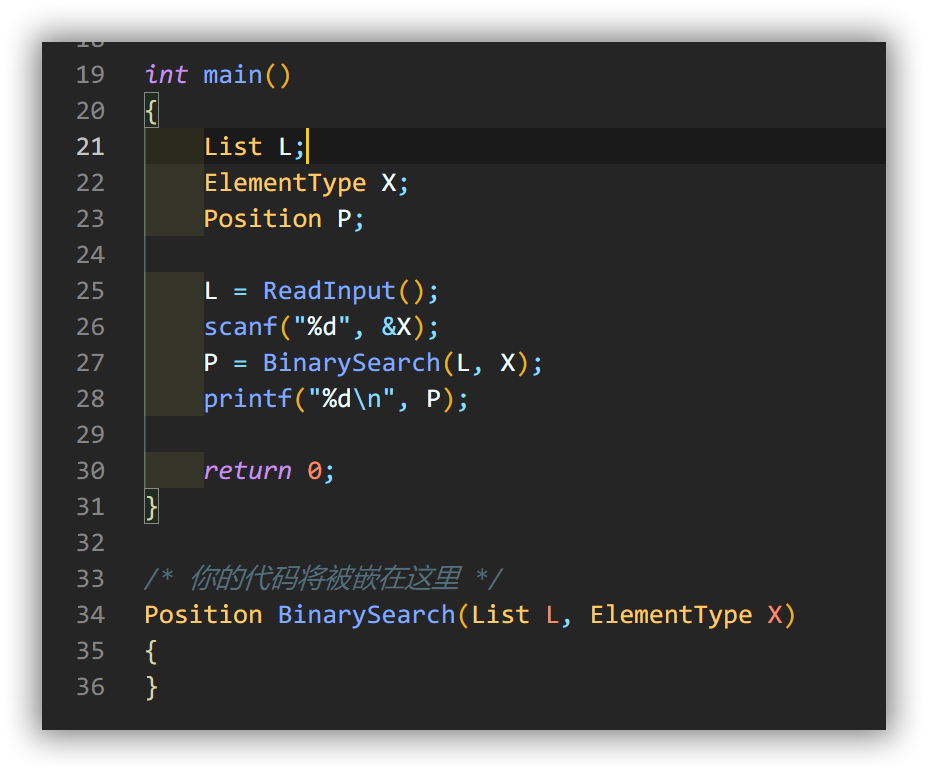 19 int main()
20 {
21     List L;
22     ElementType X;
23     Position P;
24
25     L = ReadInput();
26     scanf("%d", &X);
27     P = BinarySearch(L, X);
28     printf("%d\n", P);
29
30     return 0;
31 }
32
33 /* 你的代码将被嵌在这里 */
34 Position BinarySearch(List L, ElementType X)
35 {
36 }